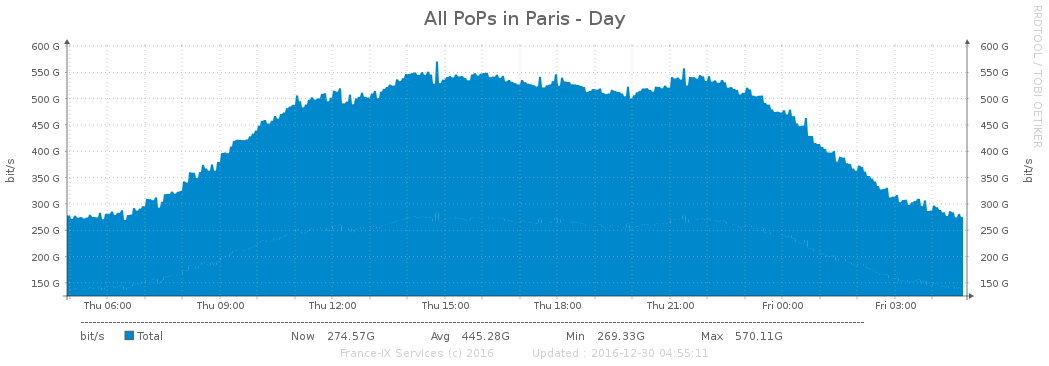 All PoPs in Paris - Day
RRDTOOL / TOBI OETIKER
600 G 600 G
550 G 550 G
500 G 500 G
450 G 450 G
400 G 400 G
350 G 350 G
300 G 300 G
250 G 250 G
200 G 200 G
150 G 150 G
bit/s
bit/s
Thu 06:00 Thu 09:00 Thu 12:00 Thu 15:00 Thu 18:00 Thu 21:00 Fri 00:00 Fri 03:00
bit/s Total Now 274.57G Avg 445.28G Min 269.33G Max 570.11G
France-IX Services (c) 2016 Updated : 2016-12-30 04:55:11